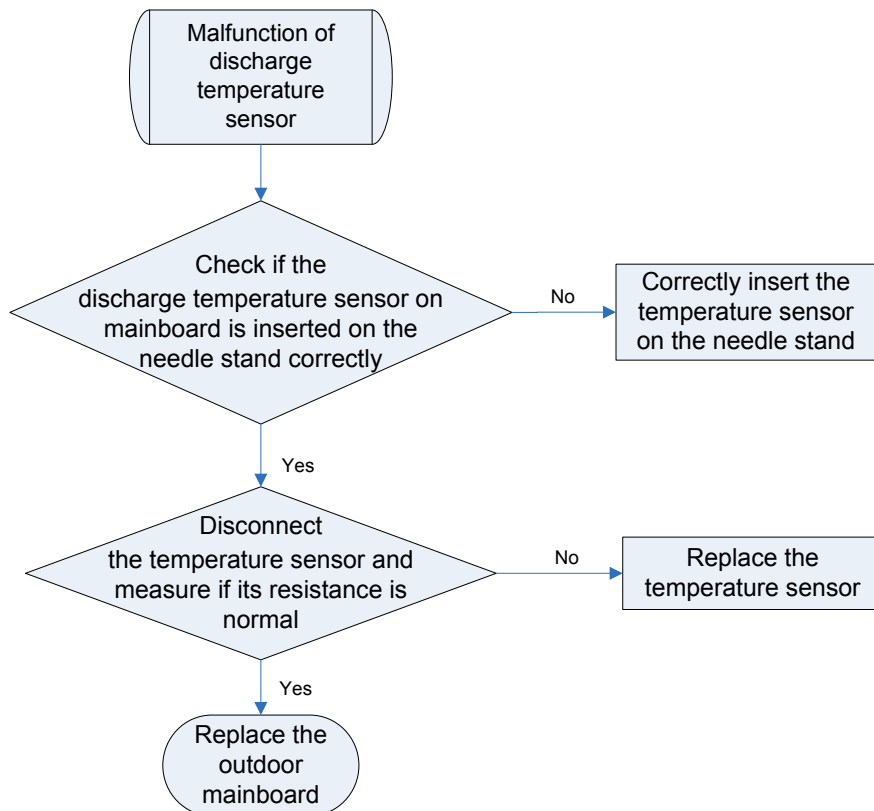 Malfunction of
discharge
temperature
sensor
Check if the
discharge temperature sensor on
mainboard is inserted on the
needle stand correctly
No
Correctly insert the
temperature sensor
on the needle stand
Yes
Disconnect
the temperature sensor and
measure if its resistance is
normal
No
Replace the
temperature sensor
Yes
Replace the
outdoor
mainboard